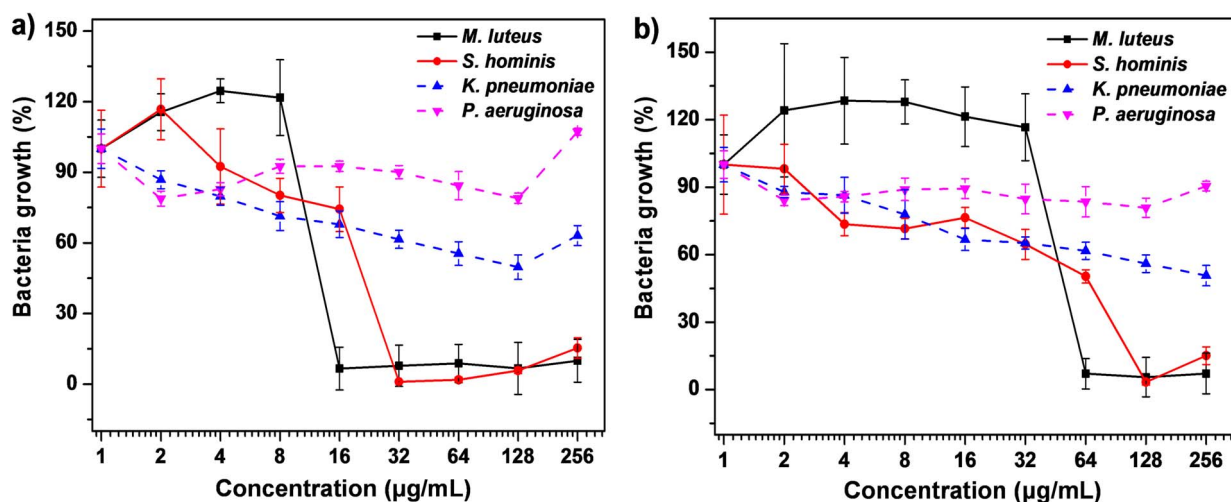 a)
Bacteria growth (%)
150
120
90
60
30
0
M. luteus
S. hominis
K. pneumoniae
P. aeruginosa
1 2 4 8 16 32 64 128 256
Concentration (µg/mL)
b)
Bacteria growth (%)
150
120
90
60
30
0
M. luteus
S. hominis
K. pneumoniae
P. aeruginosa
1 2 4 8 16 32 64 128 256
Concentration (µg/mL)